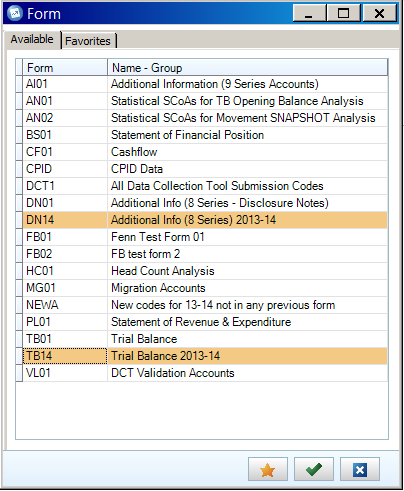 Form
Available Favorites
Form Name - Group
AI01 Additional Information (9 Series Accounts)
AN01 Statistical SCoAs for TB Opening Balance Analysis
AN02 Statistical SCoAs for Movement SNAPSHOT Analysis
BS01 Statement of Financial Position
CF01 Cashflow
CPID CPID Data
DCT1 All Data Collection Tool Submission Codes
DN01 Additional Info (8 Series - Disclosure Notes)
DN14 Additional Info (8 Series) 2013-14
FB01 Fenn Test Form 01
FB02 FB test form 2
HC01 Head Count Analysis
MG01 Migration Accounts
NEWA New codes for 13-14 not in any previous form
PL01 Statement of Revenue & Expenditure
TB01 Trial Balance
TB14 Trial Balance 2013-14
VL01 DCT Validation Accounts